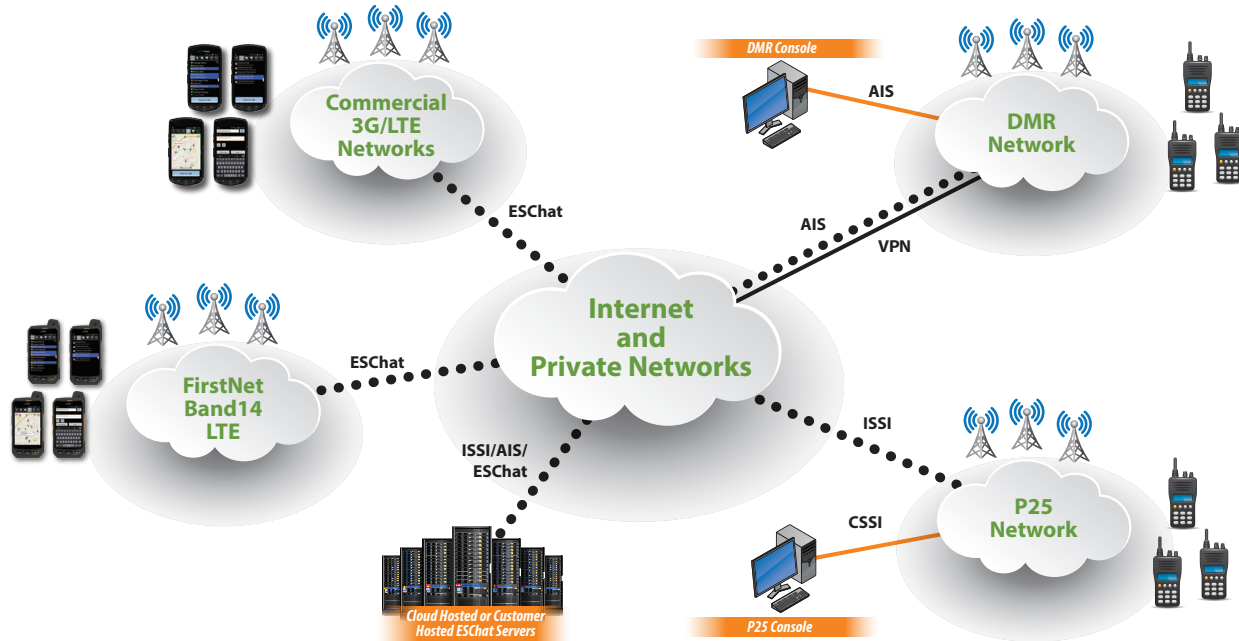 DMR Console
AIS
Commercial
3G/LTE
Networks
DMR
Network
ESChat
AIS
VPN
Internet
and
Private Networks
ESChat
FirstNet
Band14
LTE
ISSI
ISSI/AIS/
ESChat
P25
Network
CSSI
Cloud Hosted or Customer
Hosted ESChat Servers
P25 Console